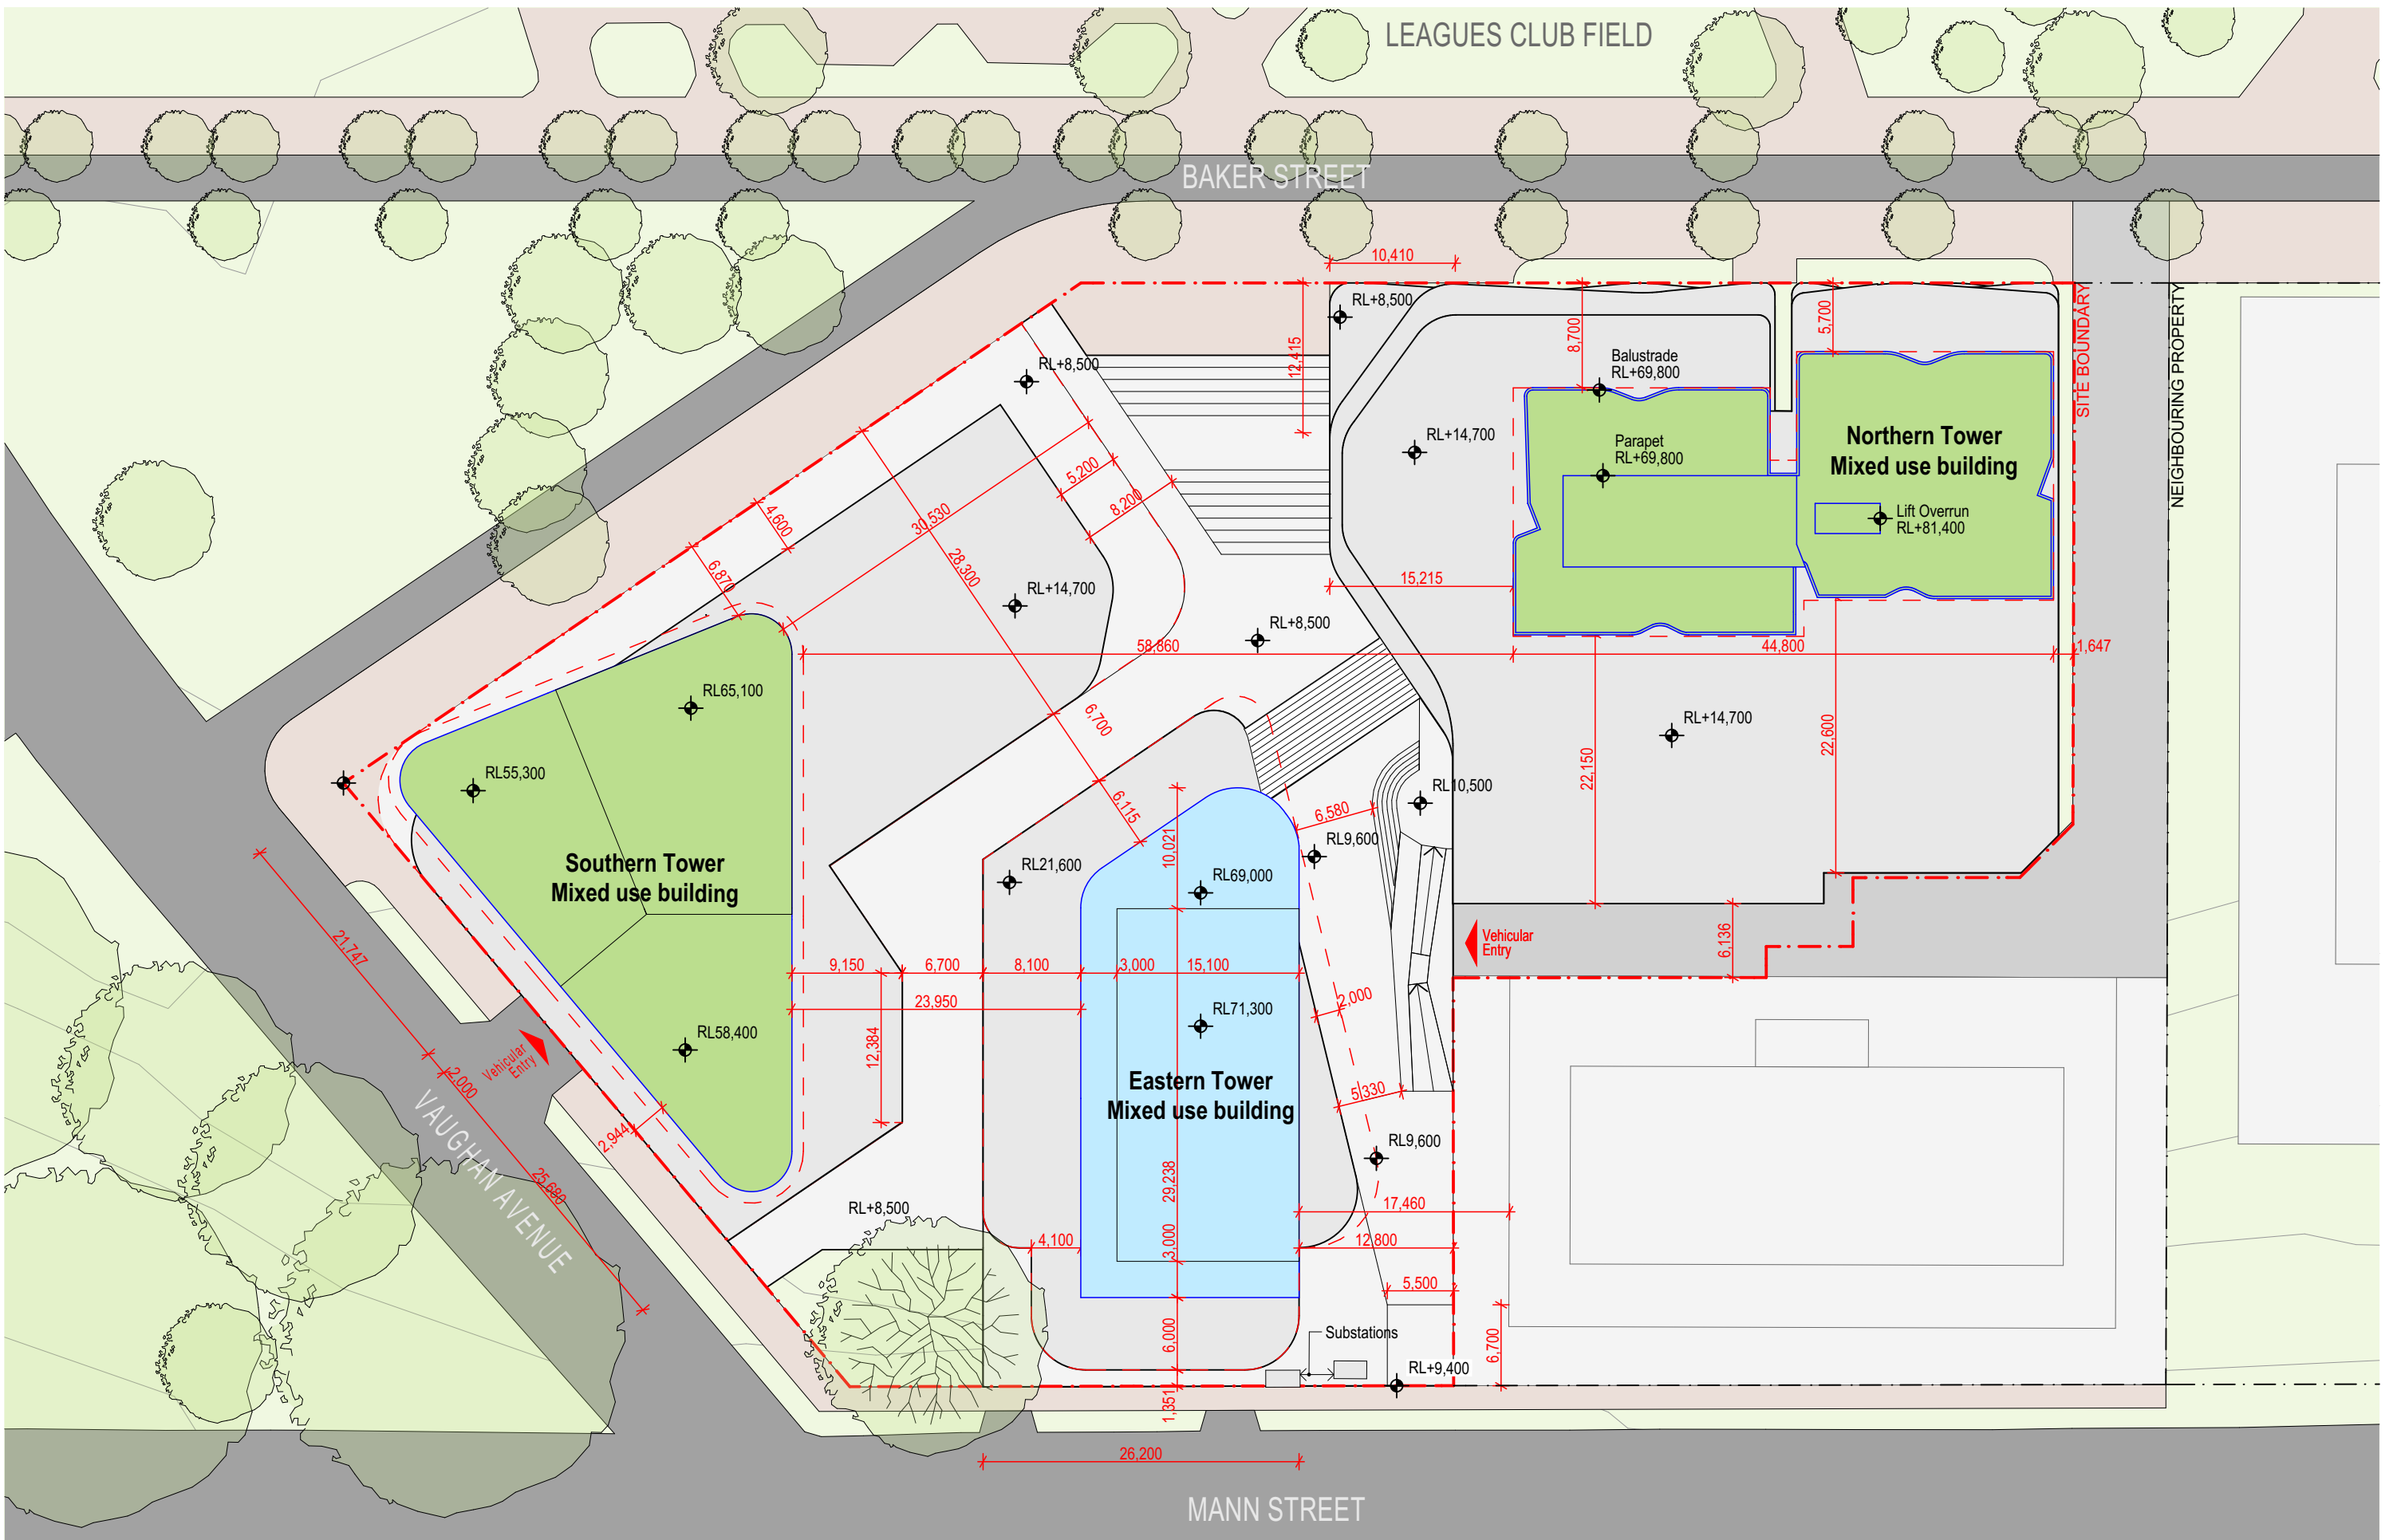 LEAGUES CLUB FIELD
BAKER STREET
10,410
RL+8,500
12,415
8,700
5,700
SITE BOUNDARY
NEIGHBOURING PROPERTY
Balustrade
RL+69,800
RL+8,500
RL+14,700
Parapet
RL+69,800
Northern Tower
Mixed use building
Lift Overrun
RL+81,400
5,200
8,200
4,600
30,530
28,300
6,870
RL+14,700
15,215
RL+8,500
58,860
44,800
1,647
RL65,100
6,700
RL+14,700
22,150
22,600
RL55,300
6,115
10,021
6,580
RL10,500
RL9,600
Southern Tower
Mixed use building
RL21,600
RL69,000
21,747
Vehicular
Entry
6,136
9,150
6,700
8,100
3,000
15,100
23,950
2,000
12,384
RL71,300
RL58,400
Vehicular
Entry
2,000
VAUGHAN AVENUE
Eastern Tower
Mixed use building
5,330
2,944
RL9,600
25,680
29,238
RL+8,500
17,460
4,100
3,000
12,800
5,500
6,000
Substations
6,700
RL+9,400
1,351
26,200
MANN STREET